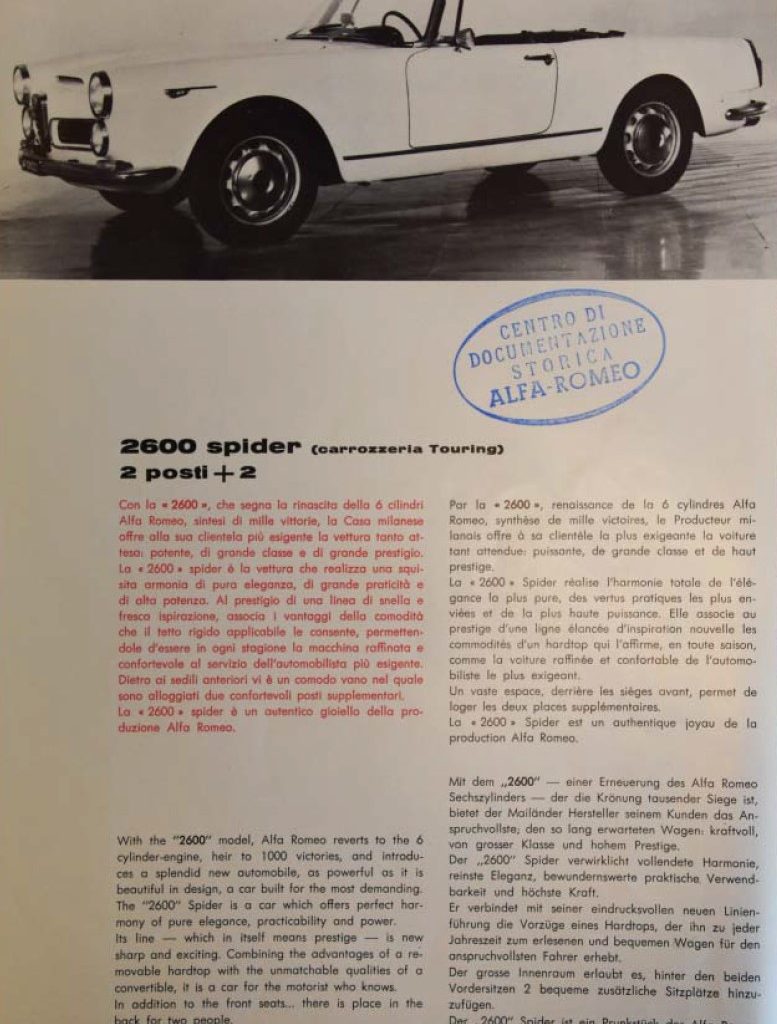 CENTRO DI
DOCUMENTAZIONE
STORICA
ALFA-ROMEO
2600 spider (carrozzeria Touring)
2 posti+2
Con la « 2600 », che segna la rinascita della 6 cilindri
Alfa Romeo, sintesi di mille vittorie, la Casa milanese
offre alla sua clientela più esigente la vettura tanto at-
tesa: potente, di grande classe e di grande prestigio.
La « 2600 » spider è la vettura che realizza una squi-
sita armonia di pura eleganza, di grande praticità e
di alta potenza. Al prestigio di una linea di snella e
fresca ispirazione, associa i vantaggi della comodità
che il tetto rigido applicabile le consente, permetten-
dole d'essere in ogni stagione la macchina raffinata e
confortevole al servizio dell'automobilista più esigente.
Dietro ai sedili anteriori vi è un comodo vano nel quale
sono alloggiati due confortevoli posti supplementari.
La « 2600 » spider è un autentico gioiello della pro-
duzione Alfa Romeo.
Par la « 2600 », renaissance de la 6 cylindres Alfa
Romeo, synthèse de mille victoires, le Producteur mi-
lanais offre à sa clientèle la plus exigeante la voiture
tant attendue: puissante, de grande classe et de haut
prestige.
La « 2600 » Spider réalise l'harmonie totale de l'élé-
gance la plus pure, des vertus pratiques les plus en-
viées et de la plus haute puissance. Elle associe au
prestige d'une ligne élancée d'inspiration nouvelle les
commodités d'un hardtop qui l'affirme, en toute saison,
comme la voiture raffinée et confortable de l'automo-
biliste le plus exigeant.
Un vaste espace, derrière les sièges avant, permet de
loger les deux places supplémentaires.
La « 2600 » Spider est un authentique joyau de la
production Alfa Romeo.
With the "2600" model, Alfa Romeo reverts to the 6
cylinder-engine, heir to 1000 victories, and introdu-
ces a splendid new automobile, as powerful as it is
beautiful in design, a car built for the most demanding.
The "2600" Spider is a car which offers perfect har-
mony of pure elegance, practicability and power.
Its line — which in itself means prestige — is new
sharp and exciting. Combining the advantages of a re-
movable hardtop with the unmatchable qualities of a
convertible, it is a car for the motorist who knows.
In addition to the front seats... there is place in the
back for two people.
Mit dem „2600" — einer Erneuerung des Alfa Romeo
Sechszylinders — der die Krönung tausender Siege ist,
bietet der Mailänder Hersteller seinem Kunden das An-
spruchvollste, den so lang erwarteten Wagen: kraftvoll,
von grosser Klasse und hohem Prestige.
Der „2600" Spider verwirklicht vollendete Harmonie,
reinste Eleganz, bewundernswerte praktische Verwend-
barkeit und höchste Kraft.
Er verbindet mit seiner eindrucksvollen neuen Linien-
führung die Vorzüge eines Hardtops, der ihn zu jeder
Jahreszeit zum erlesenen und bequemen Wagen für den
anspruchvollsten Fahrer erhebt.
Der grosse Innenraum erlaubt es, hinter den beiden
Vordersitzen 2 bequeme zusätzliche Sitzplätze hinzu-
zufügen.
Der „2600" Spider ist ein Prunkstück des Alfa